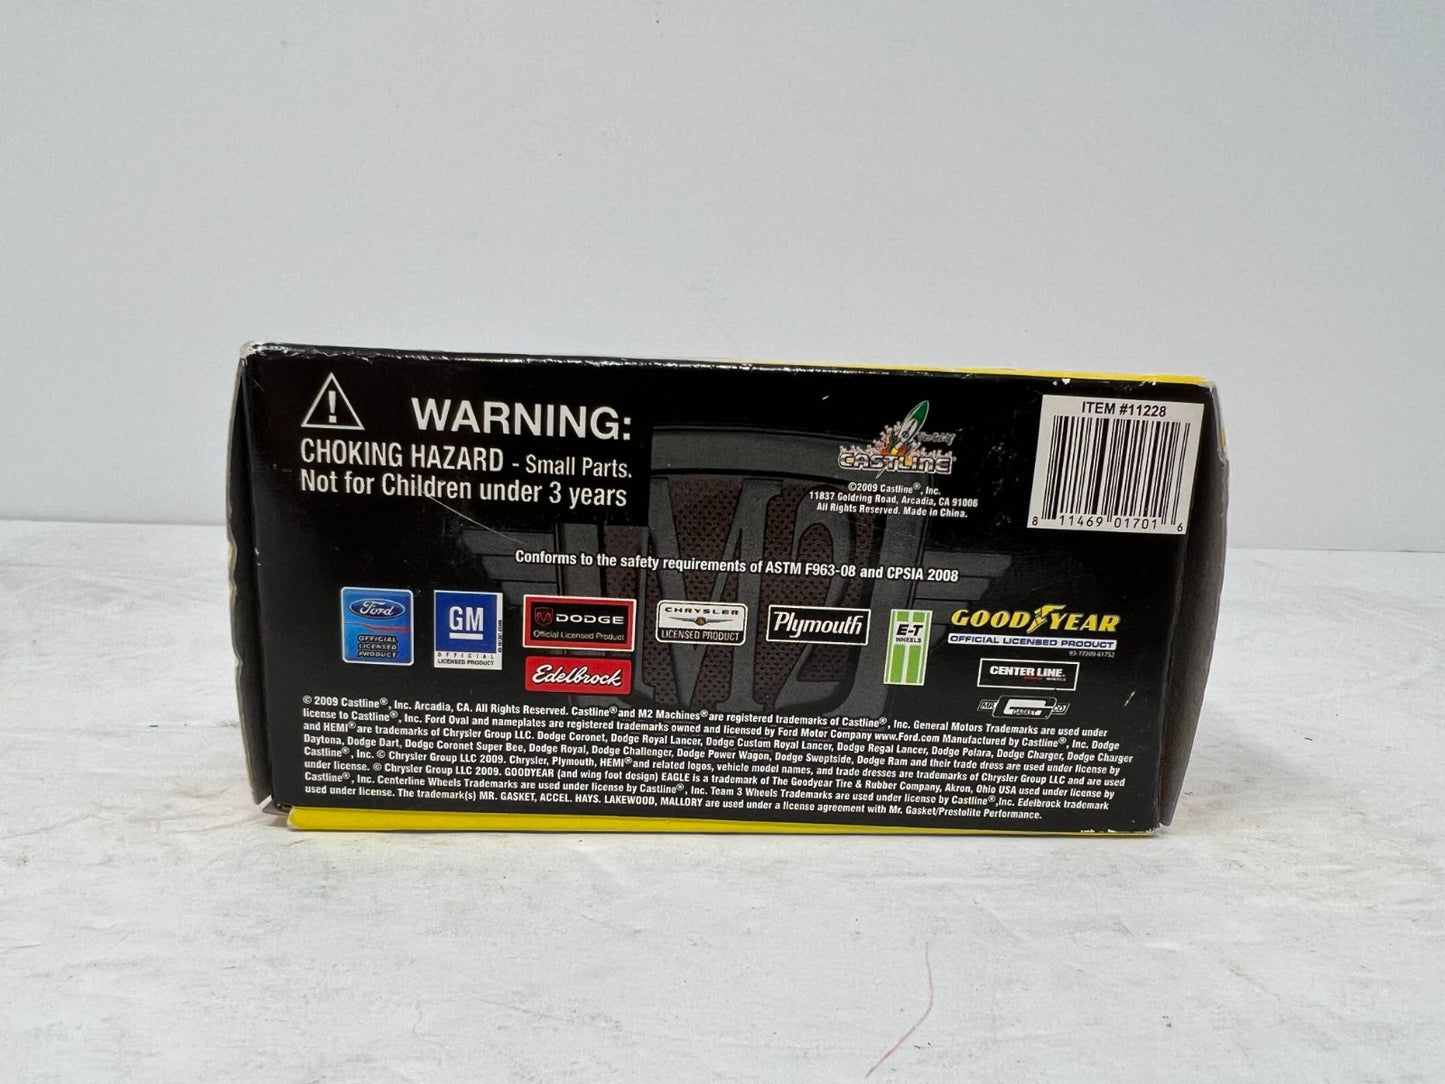 WARNING:
CHOKING HAZARD - Small Parts.
Not for Children under 3 years
CASTLINE
©2009 Castline®, Inc.
11837 Goldring Road, Arcadia, CA 91006
All Rights Reserved. Made in China.
ITEM #11228
8 11469 01701 6
M2
Conforms to the safety requirements of ASTM F963-08 and CPSIA 2008
Ford
OFFICIAL
LICENSED
PRODUCT
GM
OFFICIAL
LICENSED PRODUCT
DODGE
Official Licensed Product
Edelbrock
CHRYSLER
LICENSED PRODUCT
Plymouth
E-T
WHEELS
GOODYEAR
OFFICIAL LICENSED PRODUCT
93-17209-61752
CENTER LINE
WHEELS
MR. GASKET CO
© 2009 Castline®, Inc. Arcadia, CA. All Rights Reserved. Castline® and M2 Machines® are registered trademarks of Castline®, Inc. General Motors Trademarks are used under
license to Castline®, Inc. Ford Oval and nameplates are registered trademarks owned and licensed by Ford Motor Company www.Ford.com Manufactured by Castline®, Inc. Dodge
and HEMI® are trademarks of Chrysler Group LLC. Dodge Coronet, Dodge Royal Lancer, Dodge Custom Royal Lancer, Dodge Regal Lancer, Dodge Polara, Dodge Charger, Dodge Charger
Daytona, Dodge Dart, Dodge Coronet Super Bee, Dodge Royal, Dodge Challenger, Dodge Power Wagon, Dodge Sweptside, Dodge Ram and their trade dress are used under license by
Castline®, Inc. © Chrysler Group LLC 2009. Chrysler, Plymouth, HEMI® and related logos, vehicle model names, and trade dresses are trademarks of Chrysler Group LLC and are used
under license. © Chrysler Group LLC 2009. GOODYEAR (and wing foot design) EAGLE is a trademark of The Goodyear Tire & Rubber Company, Akron, Ohio USA used under license by
Castline®, Inc. Centerline Wheels Trademarks are used under license by Castline®, Inc. Team 3 Wheels Trademarks are used under license by Castline®,Inc. Edelbrock trademark
used under license. The trademark(s) MR. GASKET, ACCEL. HAYS. LAKEWOOD, MALLORY are used under a license agreement with Mr. Gasket/Prestolite Performance.